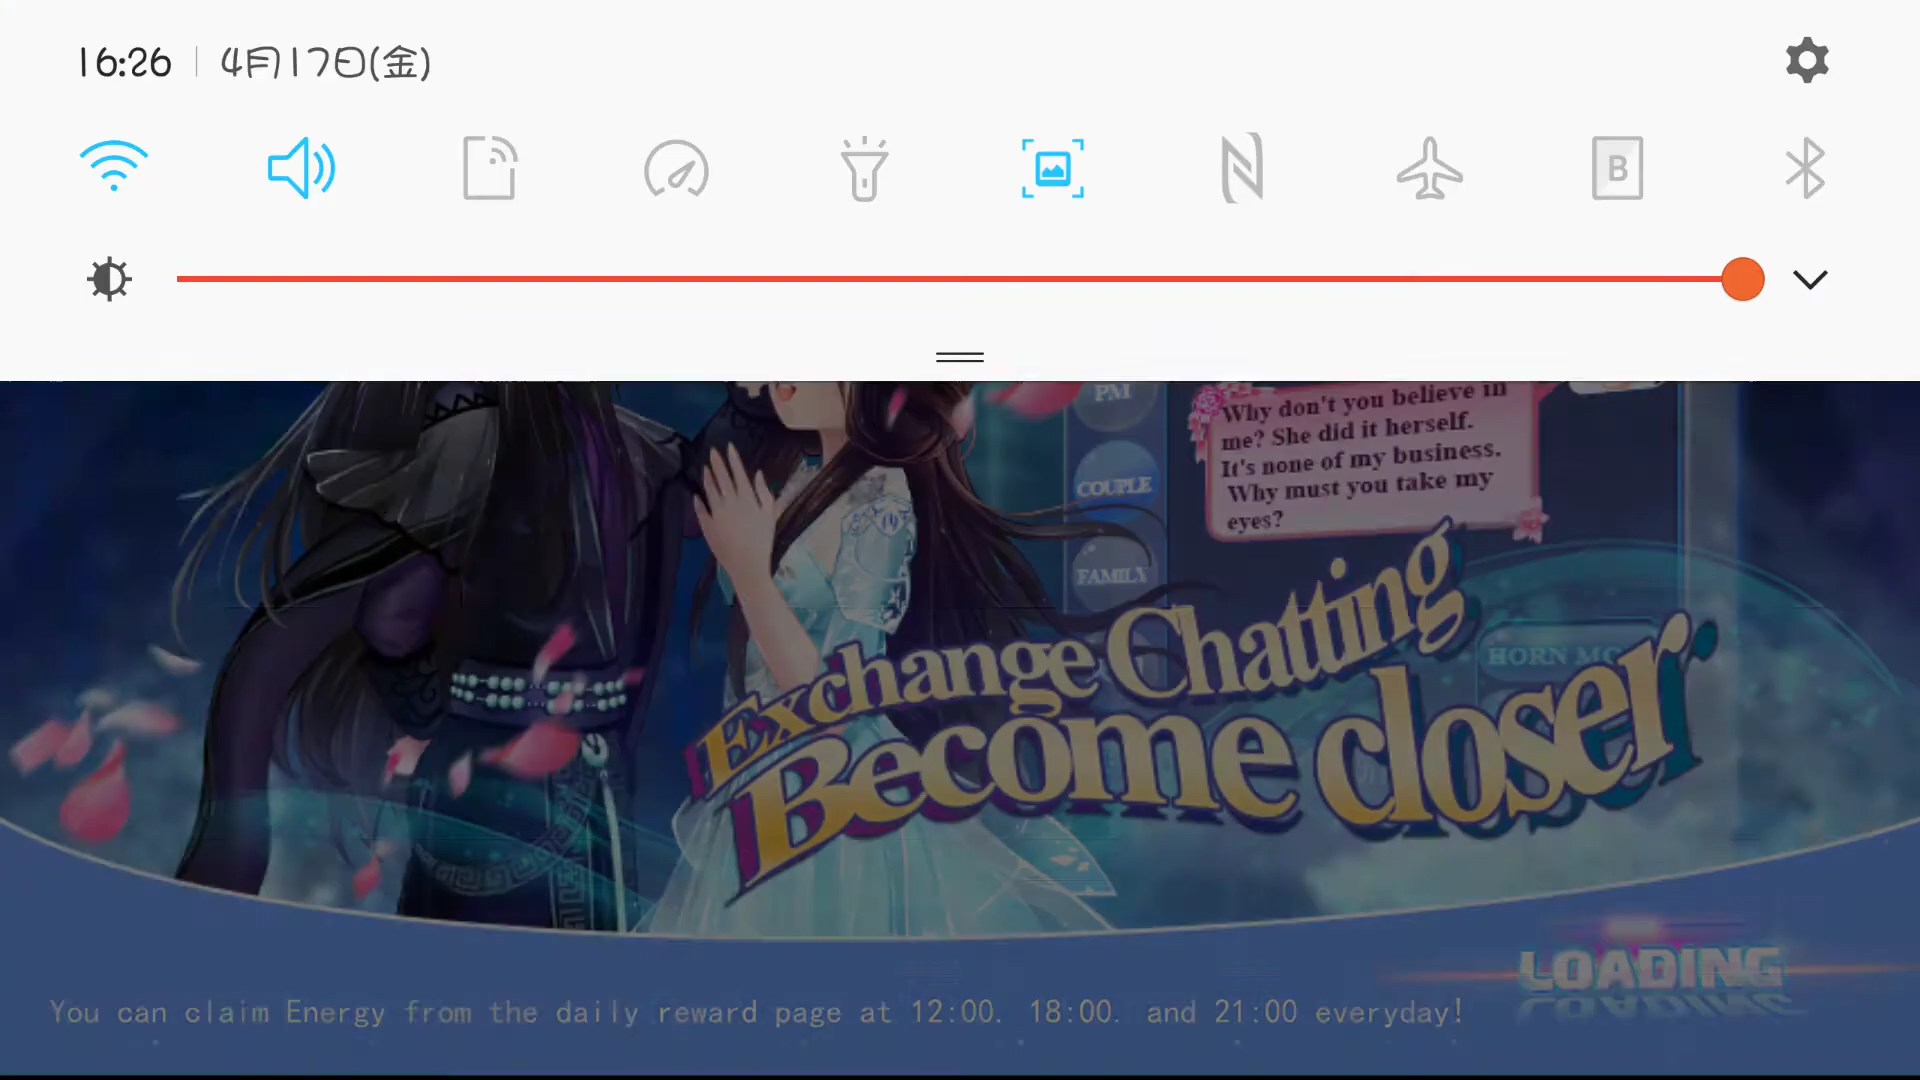 16:26 4月17日(金)
B
PM
Why don't you believe in
me? She did it herself.
It's none of my business.
Why must you take my
eyes?
COUPLE
FAMILY
Exchange Chatting
HORN
Become closer
LOADING
You can claim Energy from the daily reward page at 12:00. 18:00. and 21:00 everyday!